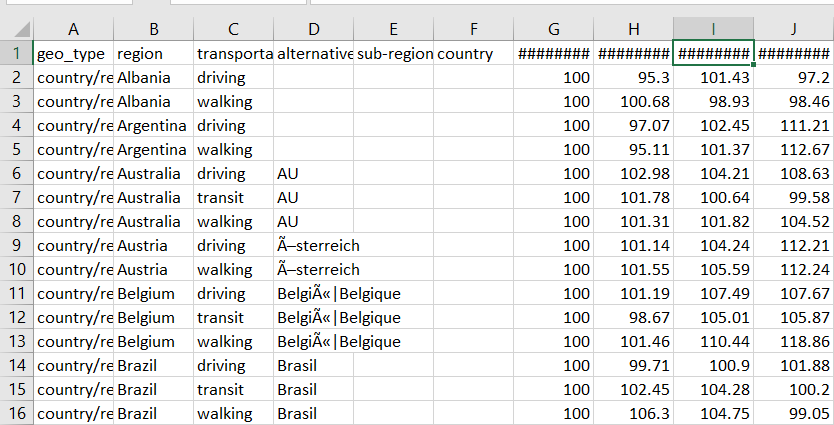 A B C D E F G H I J
1 geo_type region transporta alternative sub-region country ######## ######## ######## ########
2 country/re Albania driving 100 95.3 101.43 97.2
3 country/re Albania walking 100 100.68 98.93 98.46
4 country/re Argentina driving 100 97.07 102.45 111.21
5 country/re Argentina walking 100 95.11 101.37 112.67
6 country/re Australia driving AU 100 102.98 104.21 108.63
7 country/re Australia transit AU 100 101.78 100.64 99.58
8 country/re Australia walking AU 100 101.31 101.82 104.52
9 country/re Austria driving Ã–sterreich 100 101.14 104.24 112.21
10 country/re Austria walking Ã–sterreich 100 101.55 105.59 112.24
11 country/re Belgium driving BelgiÃ«|Belgique 100 101.19 107.49 107.67
12 country/re Belgium transit BelgiÃ«|Belgique 100 98.67 105.01 105.87
13 country/re Belgium walking BelgiÃ«|Belgique 100 101.46 110.44 118.86
14 country/re Brazil driving Brasil 100 99.71 100.9 101.88
15 country/re Brazil transit Brasil 100 102.45 104.28 100.2
16 country/re Brazil walking Brasil 100 106.3 104.75 99.05